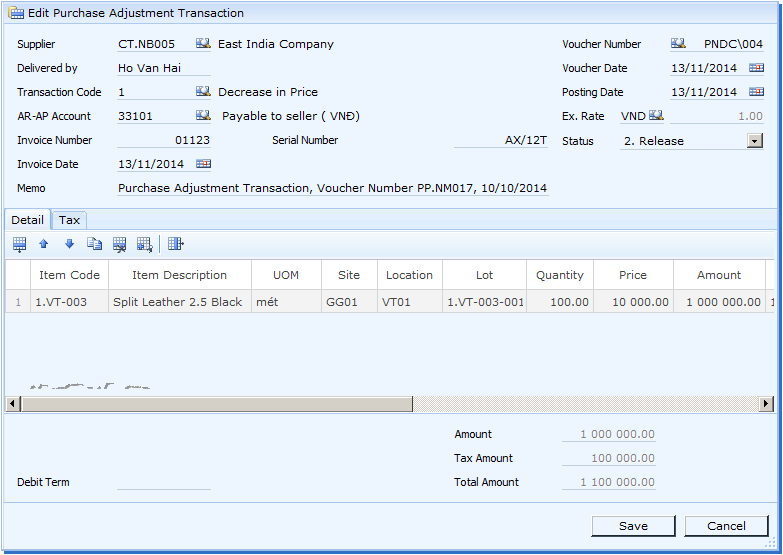 Edit Purchase Adjustment Transaction
Supplier CT.NB005 East India Company Voucher Number PNDC\004
Delivered by Ho Van Hai Voucher Date 13/11/2014
Transaction Code 1 Decrease in Price Posting Date 13/11/2014
AR-AP Account 33101 Payable to seller ( VNĐ) Ex. Rate VND 1.00
Invoice Number 01123 Serial Number AX/12T Status 2. Release
Invoice Date 13/11/2014
Memo Purchase Adjustment Transaction, Voucher Number PP.NM017, 10/10/2014
Detail Tax
Item Code Item Description UOM Site Location Lot Quantity Price Amount
1 1.VT-003 Split Leather 2.5 Black mét GG01 VT01 1.VT-003-001 100.00 10 000.00 1 000 000.00
Amount 1 000 000.00
Tax Amount 100 000.00
Debit Term Total Amount 1 100 000.00
Save Cancel